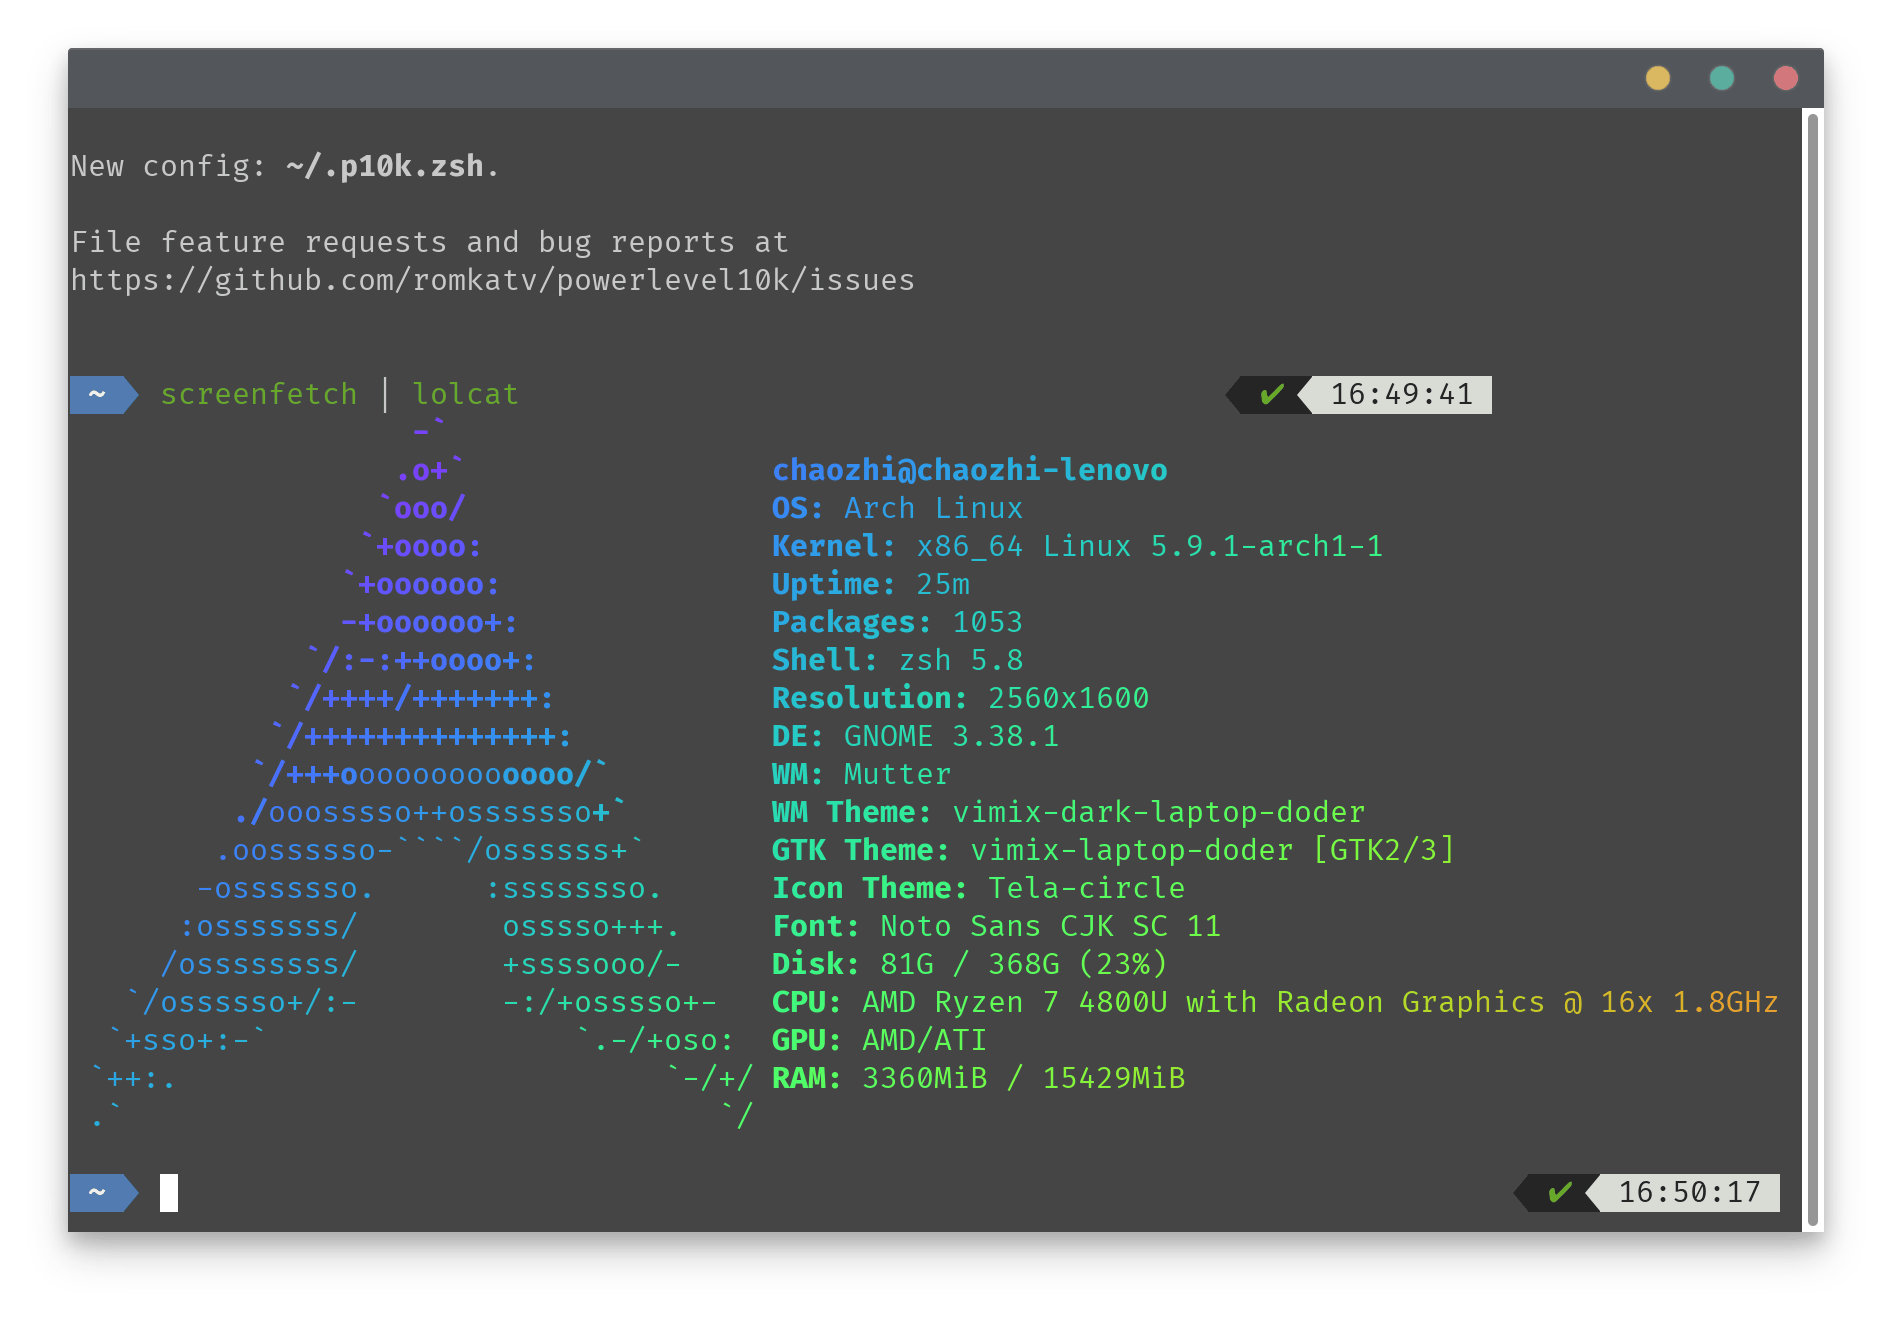 New config: ~/.p10k.zsh.
File feature requests and bug reports at
https://github.com/romkatv/powerlevel10k/issues
~ screenfetch | lolcat ✔ 16:49:41
-`
.o+` chaozhi@chaozhi-lenovo
`ooo/ OS: Arch Linux
`+oooo: Kernel: x86_64 Linux 5.9.1-arch1-1
`+oooooo: Uptime: 25m
-+oooooo+: Packages: 1053
`/:-:++oooo+: Shell: zsh 5.8
`/++++/+++++++: Resolution: 2560x1600
`/++++++++++++++: DE: GNOME 3.38.1
`/+++ooooooooooooo/` WM: Mutter
./ooosssso++osssssso+` WM Theme: vimix-dark-laptop-doder
.oossssso-````/ossssss+` GTK Theme: vimix-laptop-doder [GTK2/3]
-osssssso. :ssssssso. Icon Theme: Tela-circle
:osssssss/ osssso+++. Font: Noto Sans CJK SC 11
/ossssssss/ +ssssooo/- Disk: 81G / 368G (23%)
`/ossssso+/:- -:/+osssso+- CPU: AMD Ryzen 7 4800U with Radeon Graphics @ 16x 1.8GHz
`+sso+:-` `.-/+oso: GPU: AMD/ATI
`++:. `-/+/ RAM: 3360MiB / 15429MiB
.` `/
~ ✔ 16:50:17